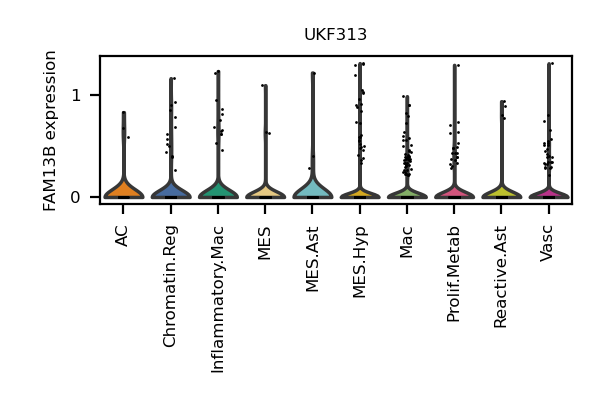 UKF313
FAM13B expression
1
0
AC
Chromatin.Reg
Inflammatory.Mac
MES
MES.Ast
MES.Hyp
Mac
Prolif.Metab
Reactive.Ast
Vasc